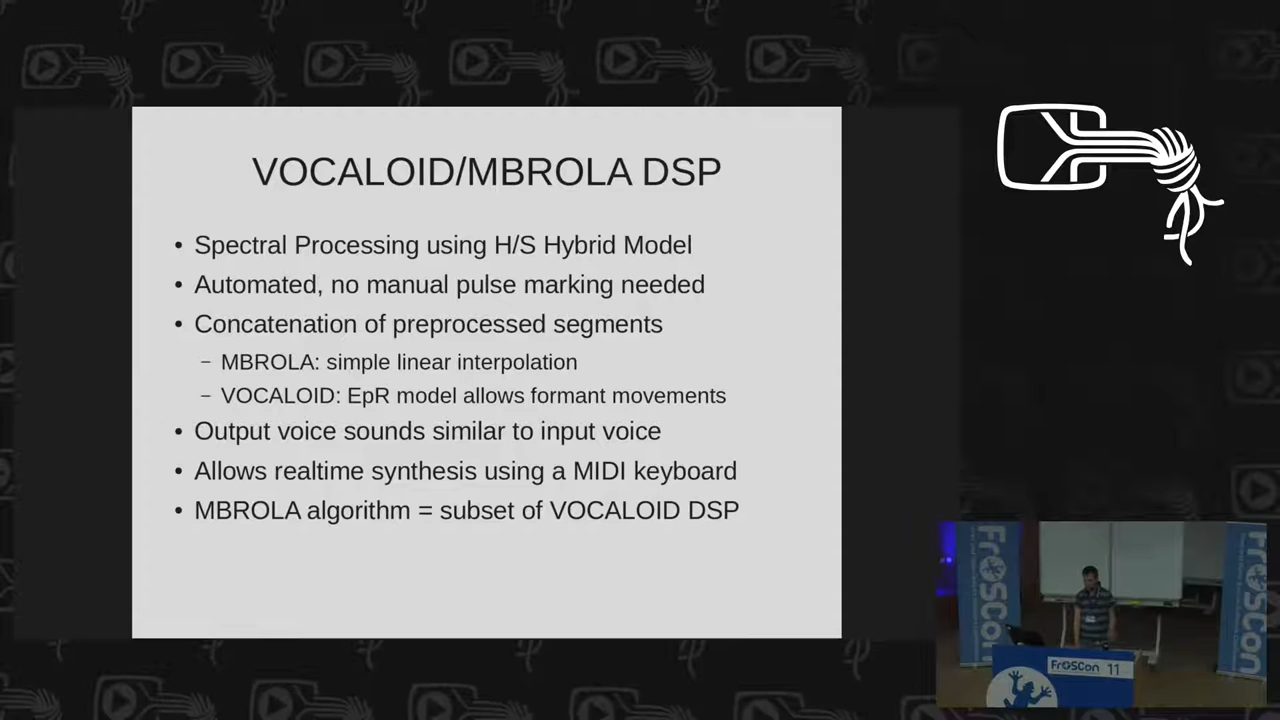 VOCALOID/MBROLA DSP
• Spectral Processing using H/S Hybrid Model
• Automated, no manual pulse marking needed
• Concatenation of preprocessed segments
– MBROLA: simple linear interpolation
– VOCALOID: EpR model allows formant movements
• Output voice sounds similar to input voice
• Allows realtime synthesis using a MIDI keyboard
• MBROLA algorithm = subset of VOCALOID DSP
FrOSCon
FrOSCon
FrOSCon 11